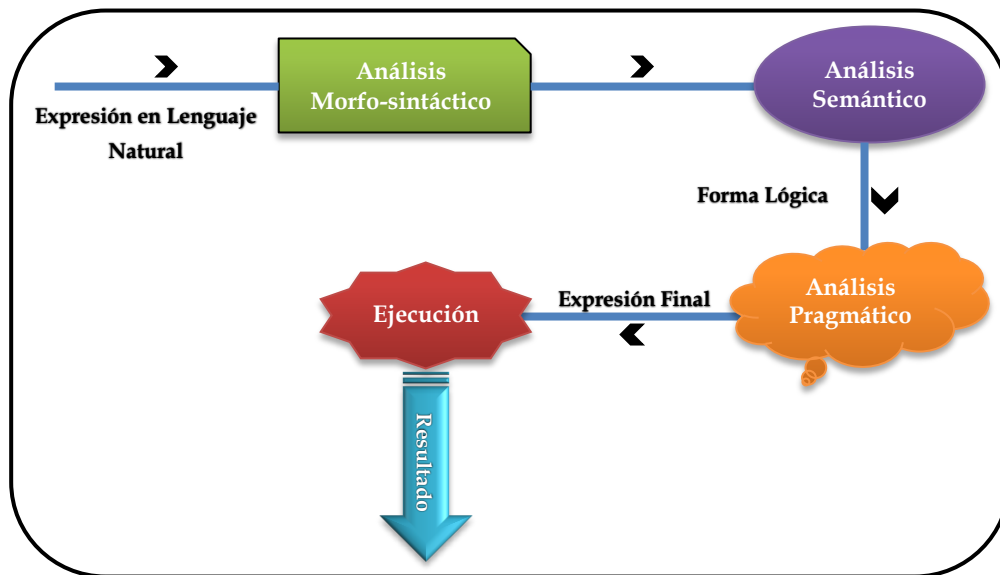 Expresión en Lenguaje
Natural
Análisis
Morfo-sintáctico
Análisis
Semántico
Forma Lógica
Análisis
Pragmático
Expresión Final
Ejecución
Resultado